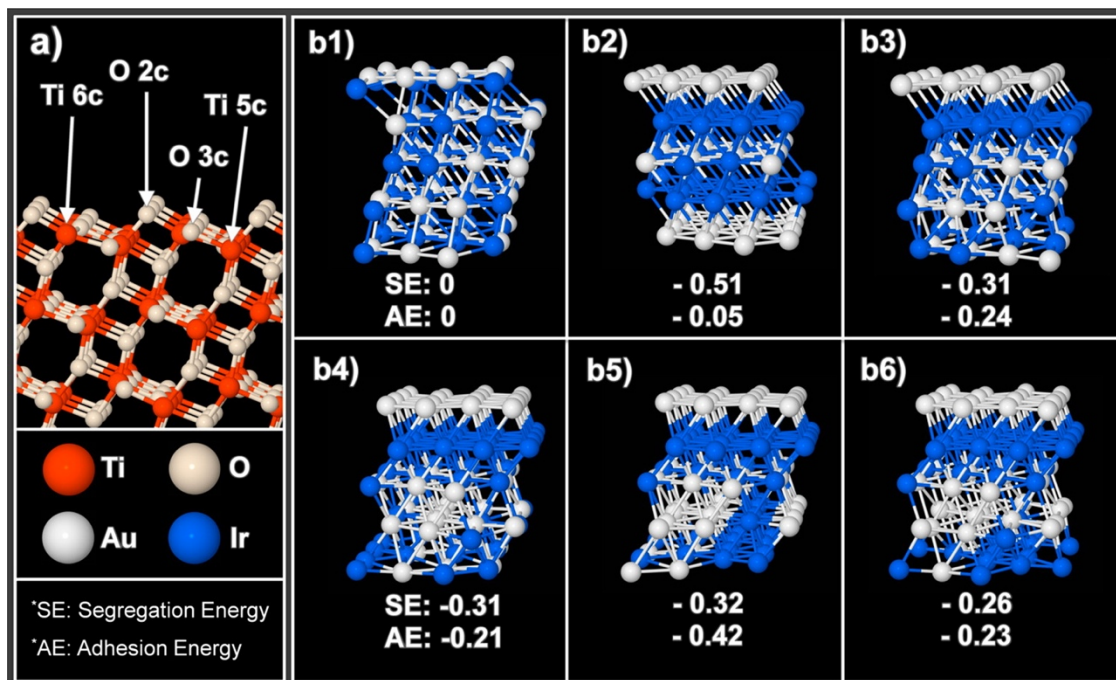 a)
O 2c
Ti 6c
Ti 5c
O 3c
Ti
O
Au
Ir
*SE: Segregation Energy
*AE: Adhesion Energy
b1)
SE: 0
AE: 0
b2)
- 0.51
- 0.05
b3)
- 0.31
- 0.24
b4)
SE: -0.31
AE: -0.21
b5)
- 0.32
- 0.42
b6)
- 0.26
- 0.23